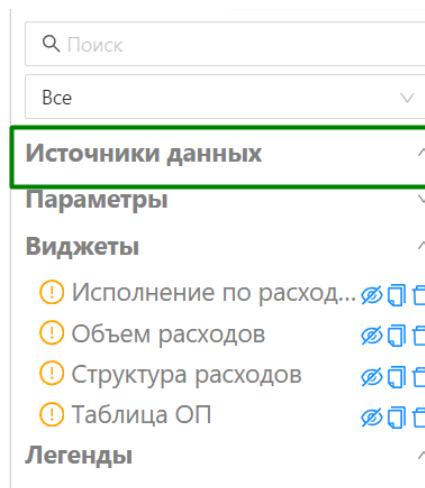 Поиск
Все
Источники данных
Параметры
Виджеты
Исполнение по расход...
Объем расходов
Структура расходов
Таблица ОП
Легенды